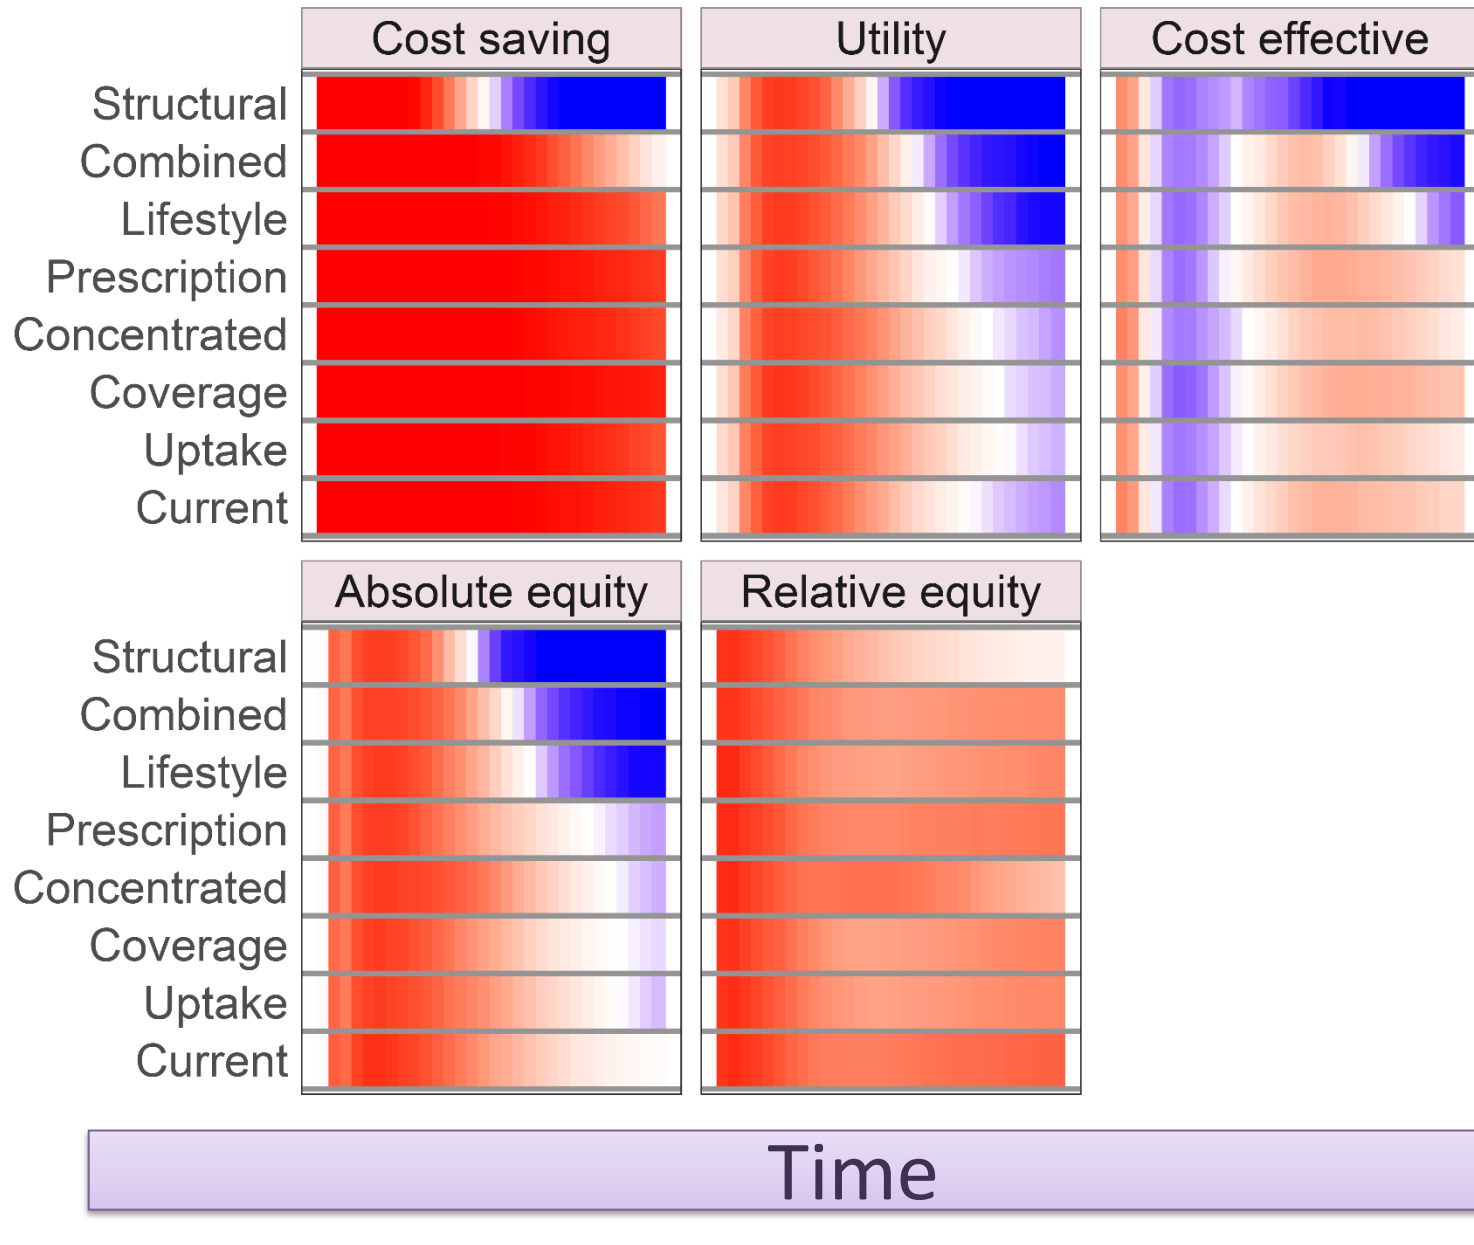 Cost saving Utility Cost effective
Structural
Combined
Lifestyle
Prescription
Concentrated
Coverage
Uptake
Current
Absolute equity Relative equity
Structural
Combined
Lifestyle
Prescription
Concentrated
Coverage
Uptake
Current
Time